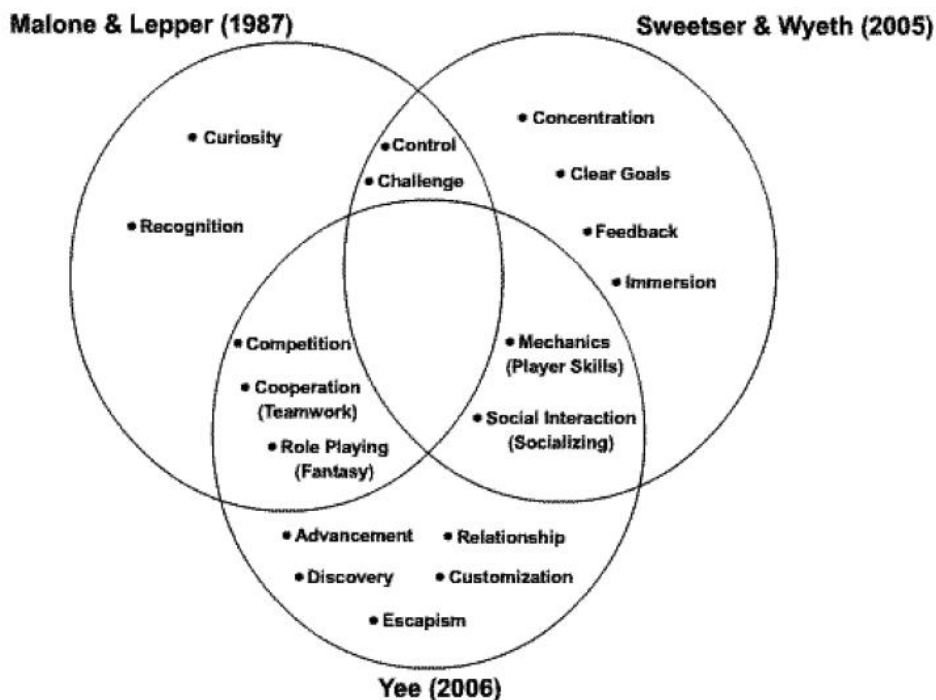 Malone & Lepper (1987)
Sweetser & Wyeth (2005)
• Curiosity
• Recognition
• Control
• Challenge
• Concentration
• Clear Goals
• Feedback
• Immersion
• Competition
• Cooperation
(Teamwork)
• Role Playing
(Fantasy)
• Mechanics
(Player Skills)
• Social Interaction
(Socializing)
• Advancement
• Relationship
• Discovery
• Customization
• Escapism
Yee (2006)